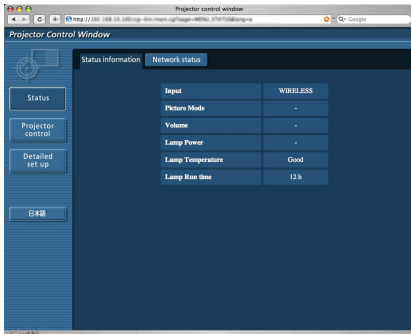 Projector control window
http://
Google
Projector Control Window
Status information Network status
Status
Projector control
Detailed set up
日本語
Input WIRELESS
Picture Mode -
Volume -
Lamp Power -
Lamp Temperature Good
Lamp Run time 12 h